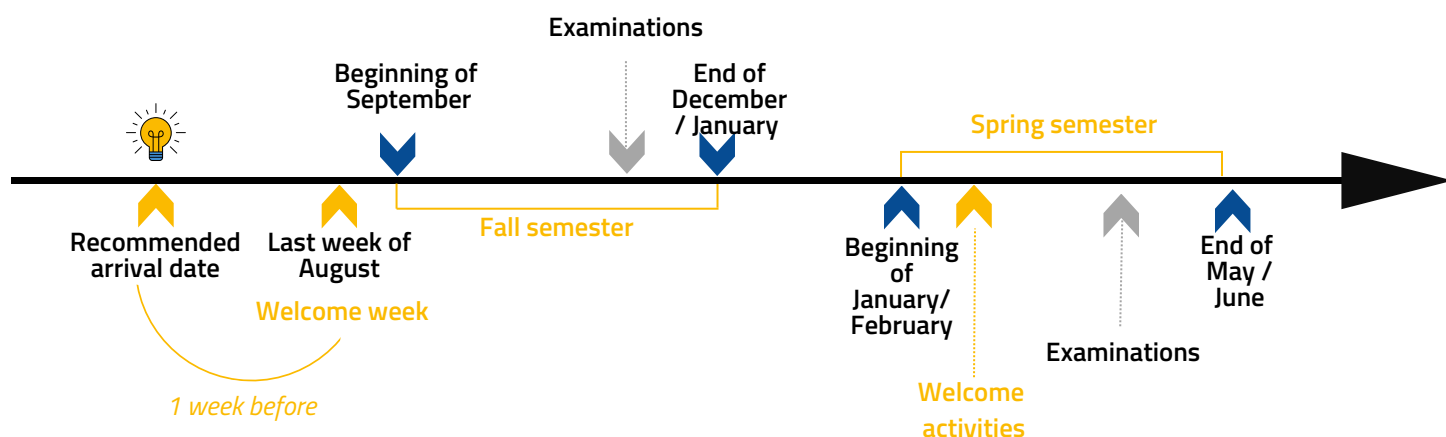 Examinations
Beginning of
September
End of
December
/ January
Spring semester
Recommended
arrival date
Last week of
August
Welcome week
1 week before
Fall semester
Beginning
of
January/
February
Welcome
activities
Examinations
End of
May /
June